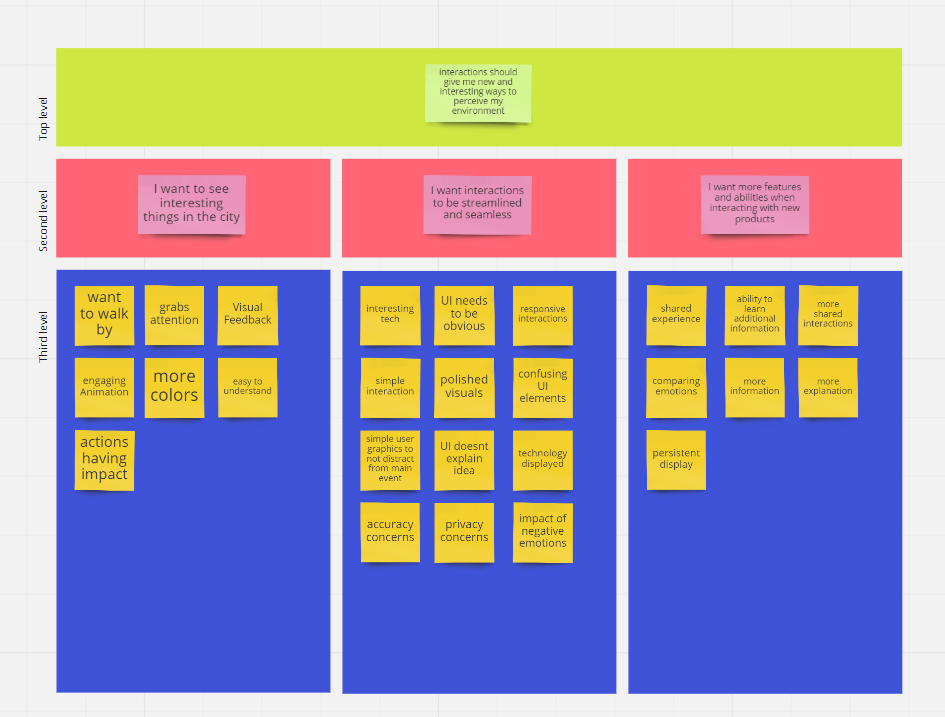 Top level
interactions should
give me new and
interesting ways to
perceive my
environment
Second level
I want to see
interesting
things in the city
I want interactions
to be streamlined
and seamless
I want more features
and abilities when
interacting with new
products
Third level
want
to walk
by
grabs
attention
Visual
Feedback
engaging
Animation
more
colors
easy to
understand
actions
having
impact
interesting
tech
UI needs
to be
obvious
responsive
interactions
simple
interaction
polished
visuals
confusing
UI
elements
simple user
graphics to
not distract
from main
event
UI doesnt
explain
idea
technology
displayed
accuracy
concerns
privacy
concerns
impact of
negative
emotions
shared
experience
ability to
learn
additional
information
more
shared
interactions
comparing
emotions
more
information
more
explanation
persistent
display